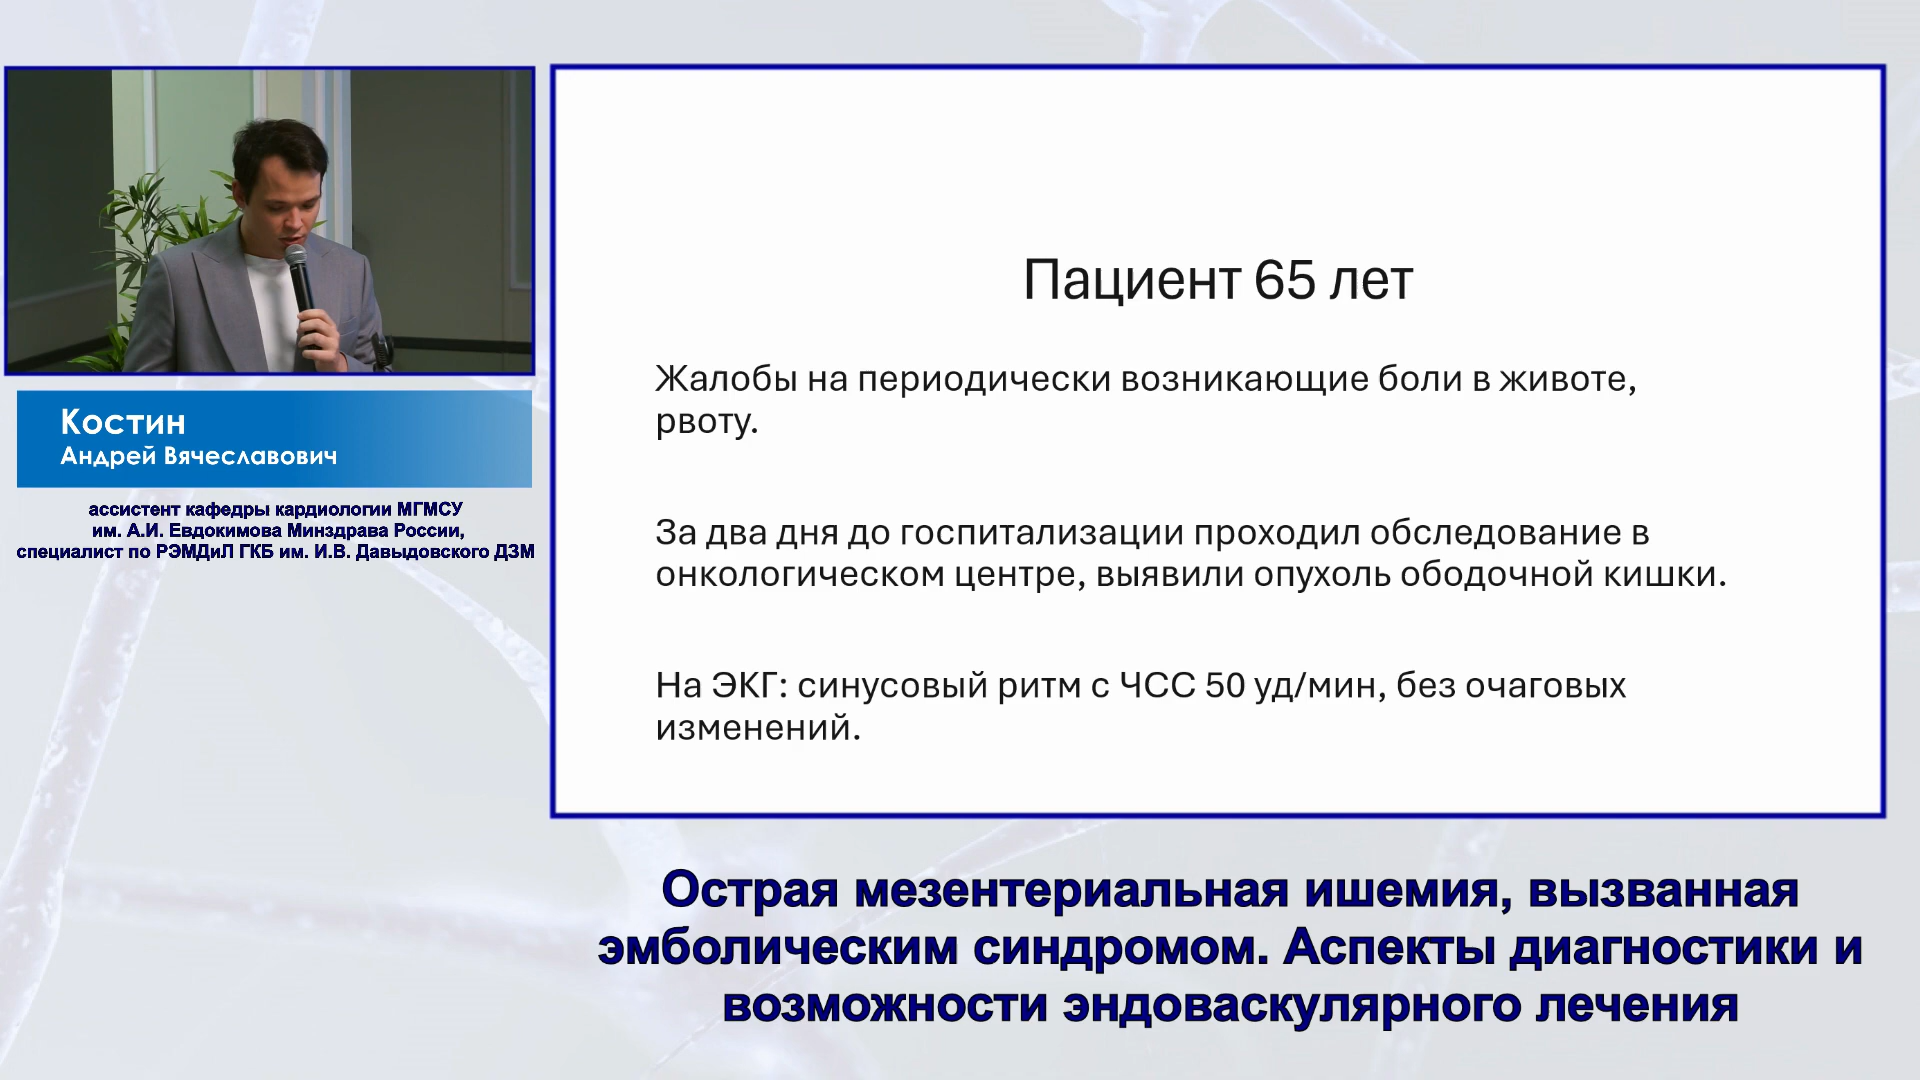 Костин
Андрей Вячеславович
ассистент кафедры кардиологии МГМСУ
им. А.И. Евдокимова Минздрава России,
специалист по РЭМДиЛ ГКБ им. И.В. Давыдовского ДЗМ
Пациент 65 лет
Жалобы на периодически возникающие боли в животе,
рвоту.
За два дня до госпитализации проходил обследование в
онкологическом центре, выявили опухоль ободочной кишки.
На ЭКГ: синусовый ритм с ЧСС 50 уд/мин, без очаговых
изменений.
Острая мезентериальная ишемия, вызванная
эмболическим синдромом. Аспекты диагностики и
возможности эндоваскулярного лечения